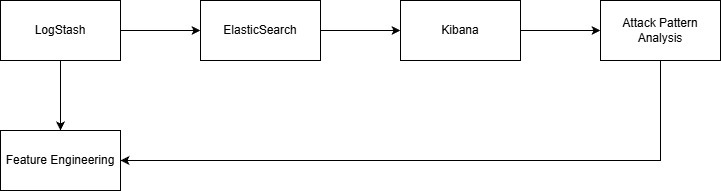 LogStash
ElasticSearch
Kibana
Attack Pattern
Analysis
Feature Engineering